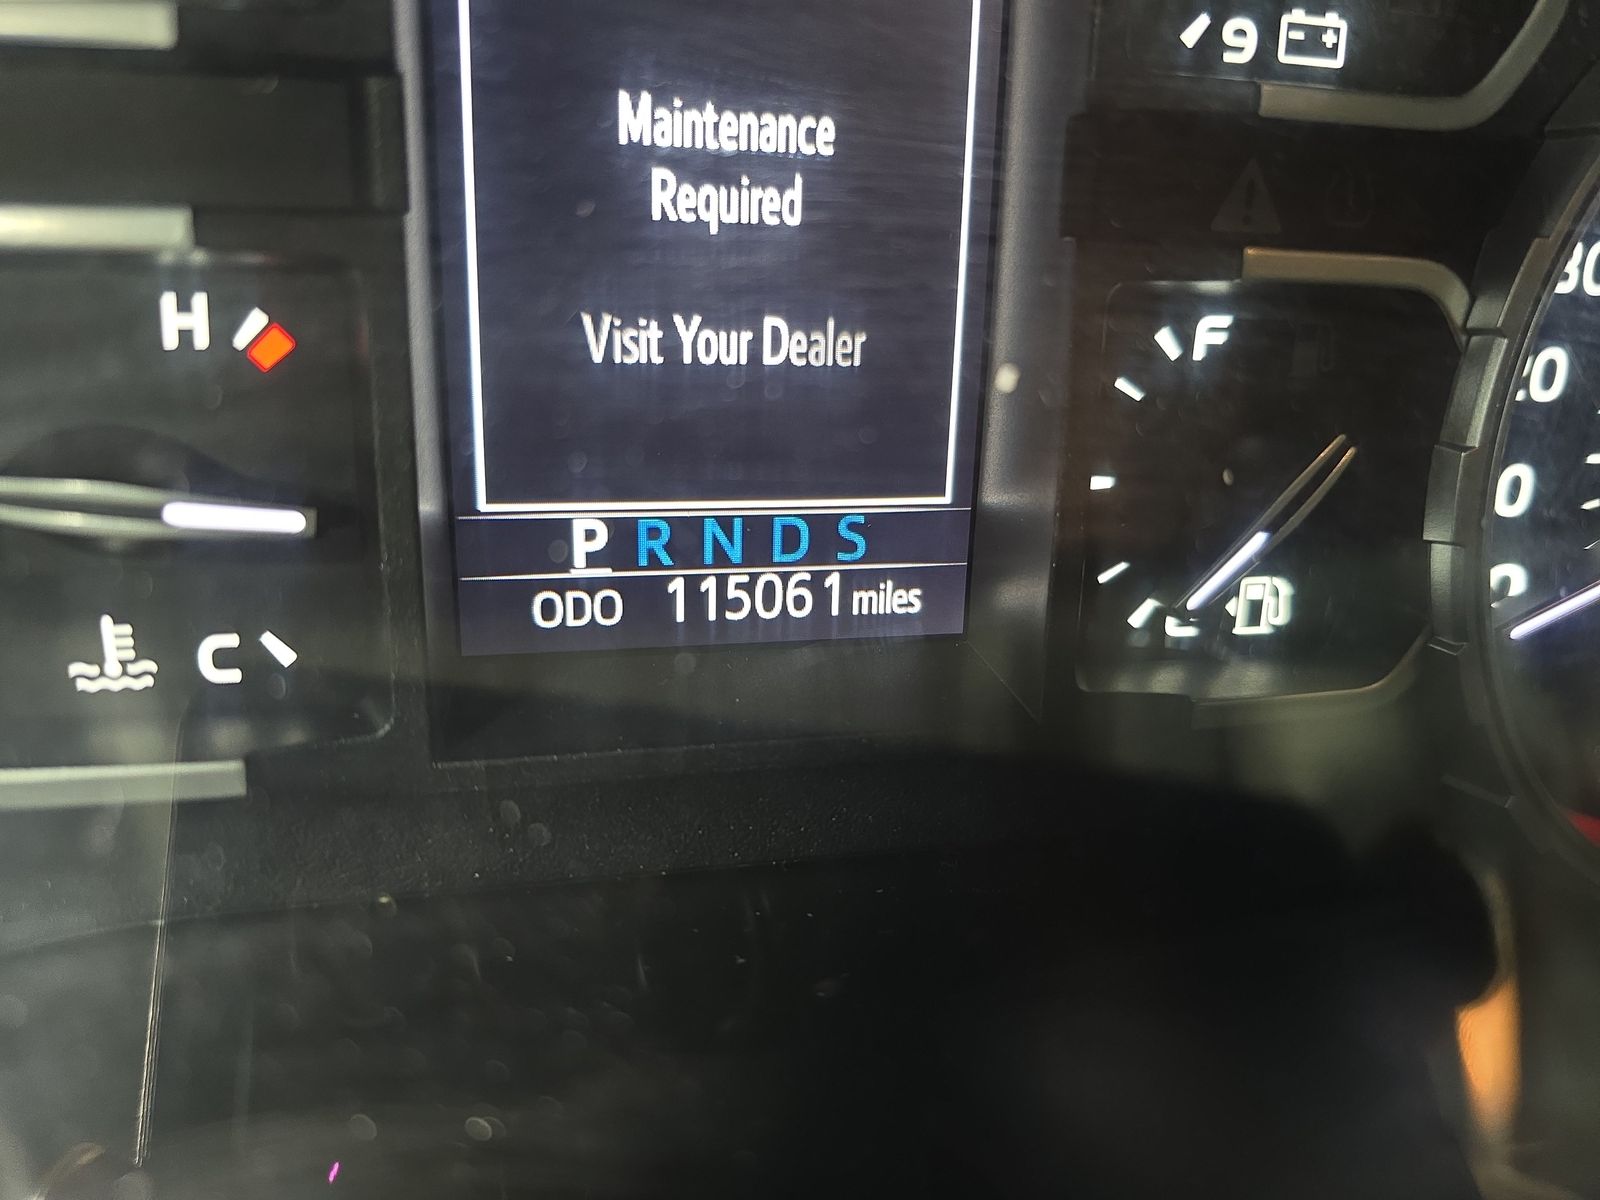 9
Maintenance
Required
H
Visit Your Dealer
F
P R N D S
ODO 115061 miles
C